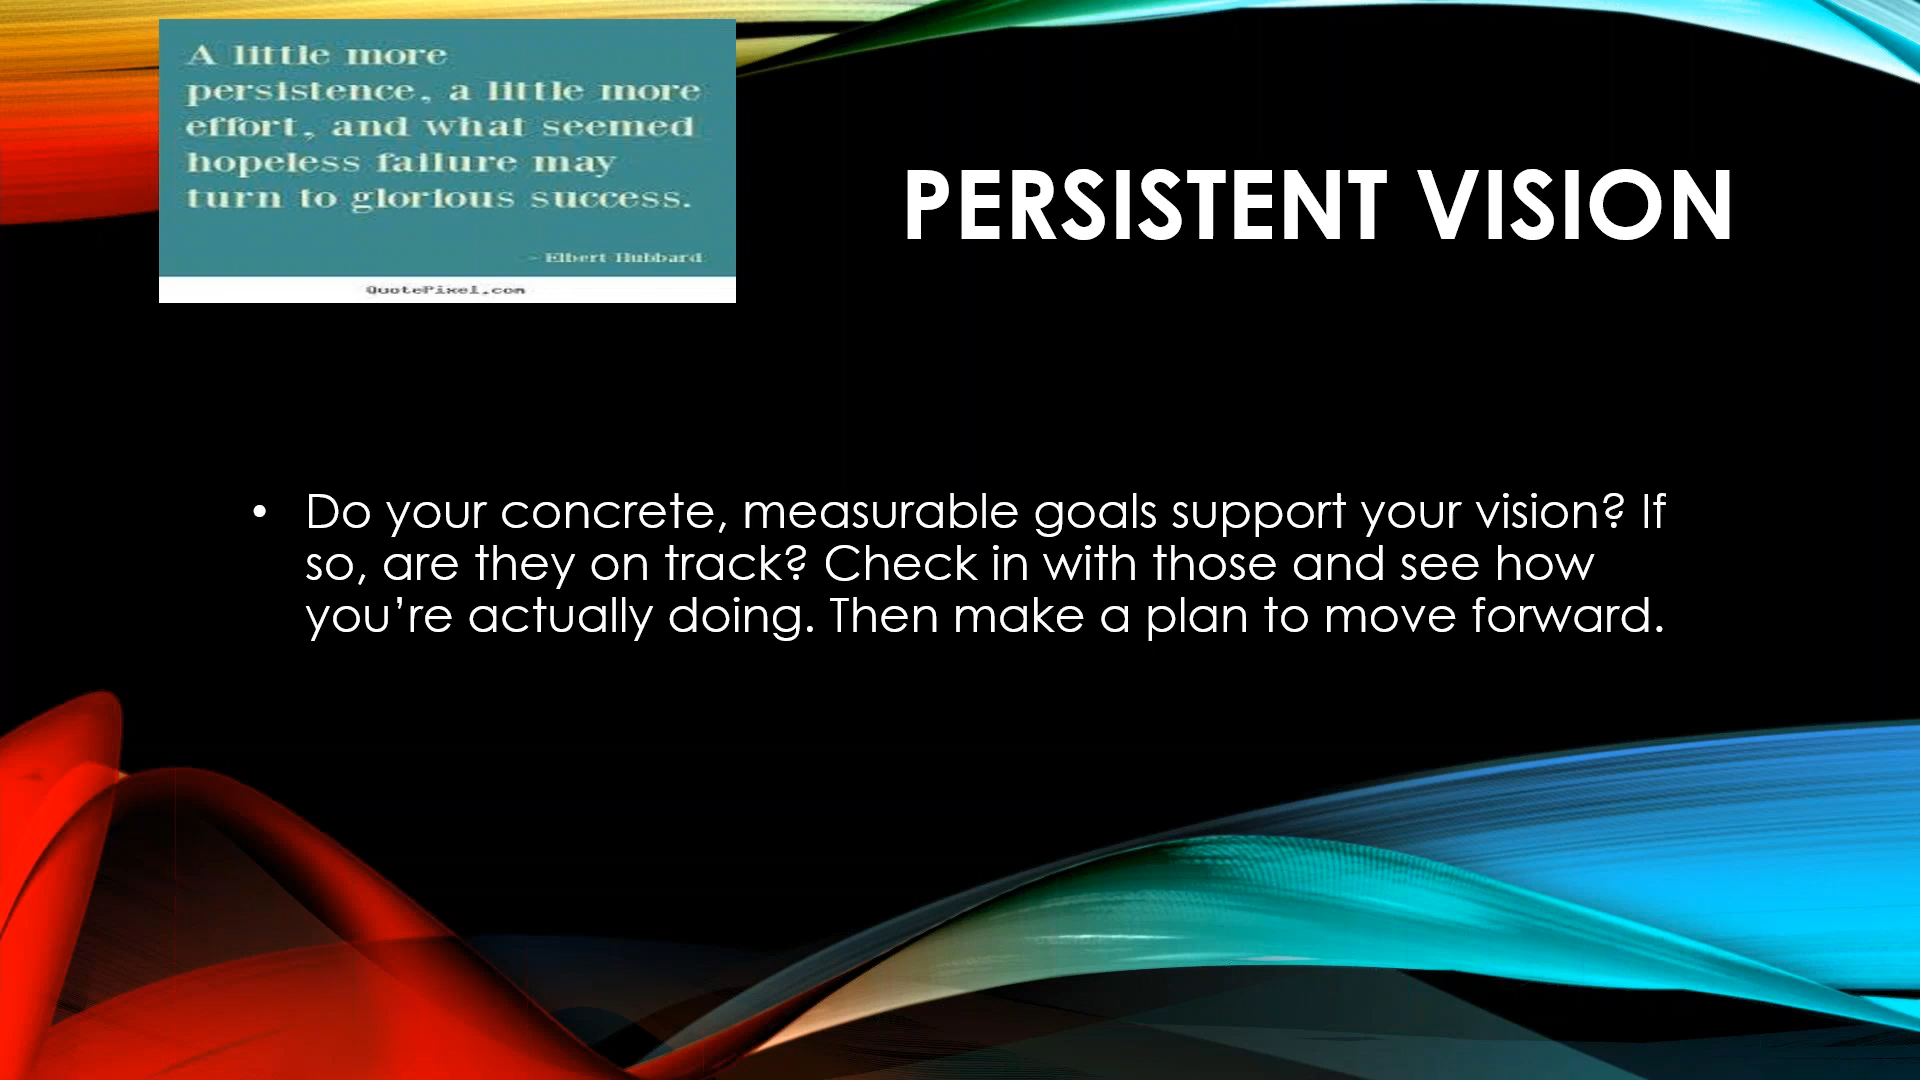 A little more
persistence, a little more
effort, and what seemed
hopeless failure may
turn to glorious success.
- Elbert Hubbard
QuotePixel.com
PERSISTENT VISION
• Do your concrete, measurable goals support your vision? If
so, are they on track? Check in with those and see how
you’re actually doing. Then make a plan to move forward.